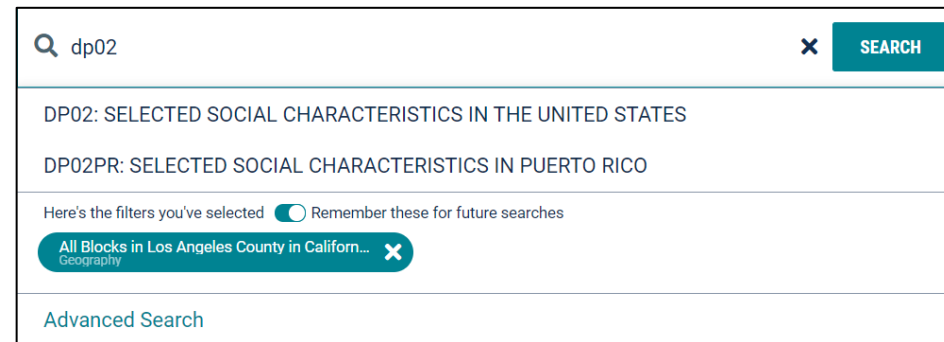 dp02
SEARCH
DP02: SELECTED SOCIAL CHARACTERISTICS IN THE UNITED STATES
DP02PR: SELECTED SOCIAL CHARACTERISTICS IN PUERTO RICO
Here's the filters you've selected Remember these for future searches
All Blocks in Los Angeles County in Californ...
Geography
Advanced Search